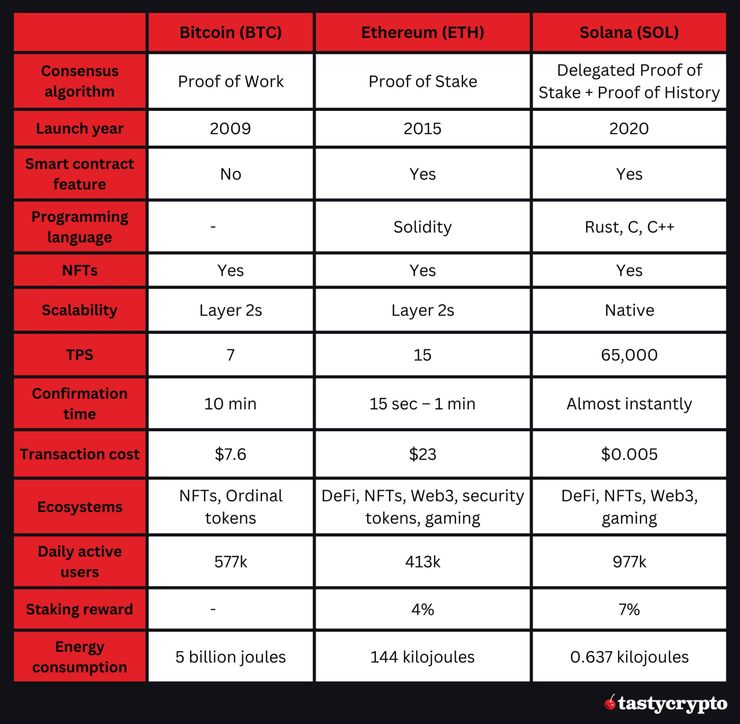 Bitcoin (BTC) Ethereum (ETH) Solana (SOL)
Consensus algorithm Proof of Work Proof of Stake Delegated Proof of Stake + Proof of History
Launch year 2009 2015 2020
Smart contract feature No Yes Yes
Programming language - Solidity Rust, C, C++
NFTs Yes Yes Yes
Scalability Layer 2s Layer 2s Native
TPS 7 15 65,000
Confirmation time 10 min 15 sec – 1 min Almost instantly
Transaction cost $7.6 $23 $0.005
Ecosystems NFTs, Ordinal tokens DeFi, NFTs, Web3, security tokens, gaming DeFi, NFTs, Web3, gaming
Daily active users 577k 413k 977k
Staking reward - 4% 7%
Energy consumption 5 billion joules 144 kilojoules 0.637 kilojoules
tastycrypto